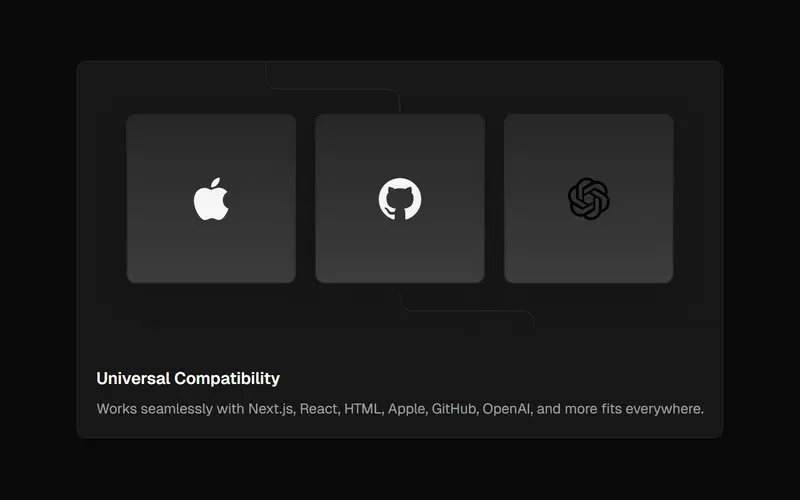 Universal Compatibility
Works seamlessly with Next.js, React, HTML, Apple, GitHub, OpenAI, and more fits everywhere.